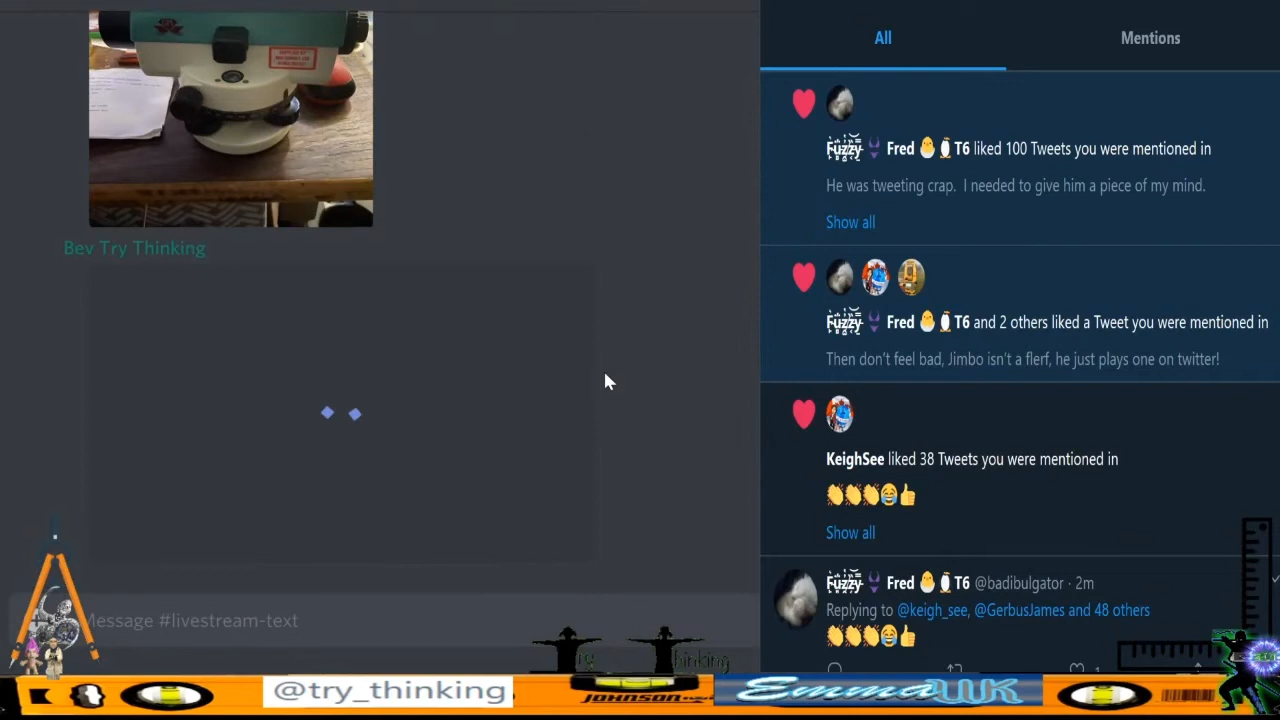 Bev Try Thinking
Message #livestream-text
All
Mentions
Fuzzy Fred 🐣🐧T6 liked 100 Tweets you were mentioned in
He was tweeting crap. I needed to give him a piece of my mind.
Show all
Fuzzy Fred 🐣🐧T6 and 2 others liked a Tweet you were mentioned in
Then don’t feel bad, Jimbo isn’t a flerf, he just plays one on twitter!
KeighSee liked 38 Tweets you were mentioned in
👏👏👏😂👍
Show all
Fuzzy Fred 🐣🐧T6 @badibulgator · 2m
Replying to @keigh_see, @GerbusJames and 48 others
👏👏👏😂👍
1
Try Thinking
@try_thinking
JOHNSON
EmmaUK